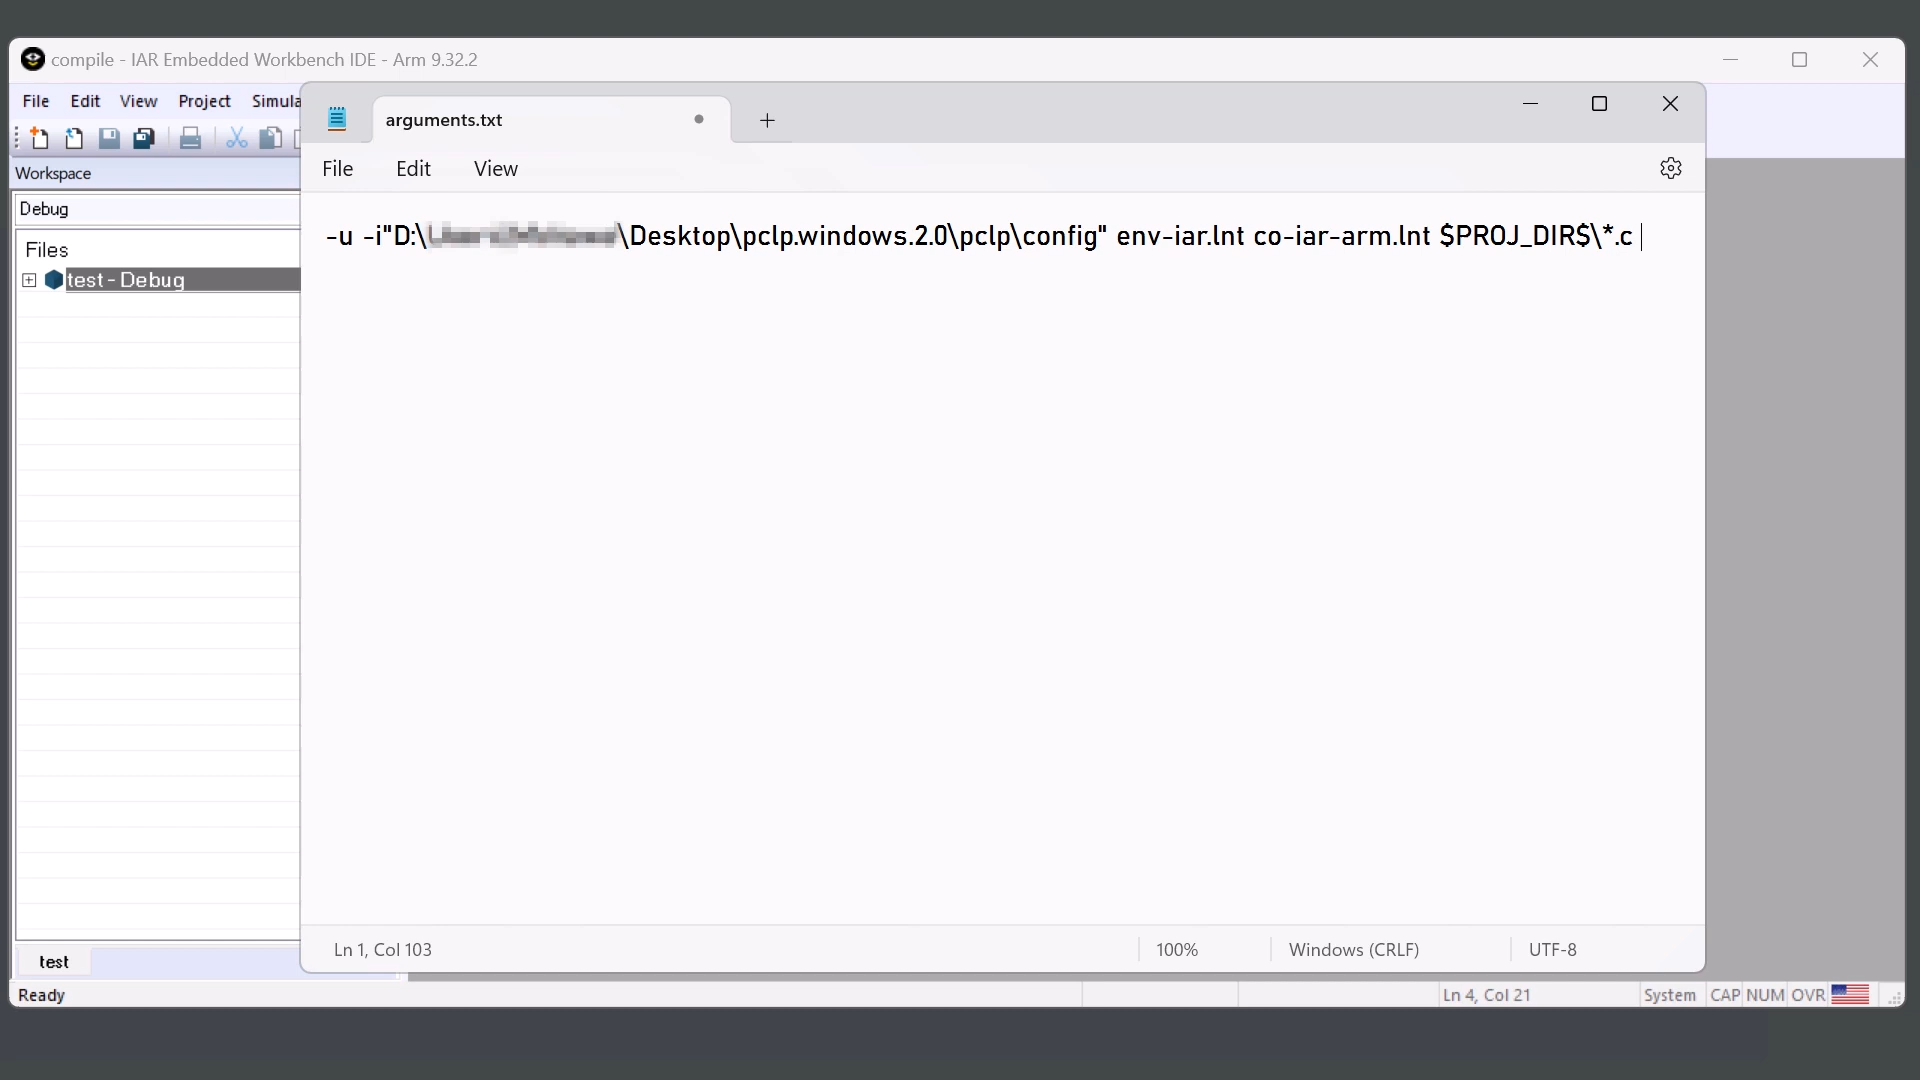 compile - IAR Embedded Workbench IDE - Arm 9.32.2
File Edit View Project Simula
arguments.txt
File Edit View
Workspace
Debug
Files
test - Debug
-u -i"D:\ \Desktop\pclp.windows.2.0\pclp\config" env-iar.lnt co-iar-arm.lnt $PROJ_DIR$\*.c
Ln 1, Col 103 100% Windows (CRLF) UTF-8
test
Ready Ln 4, Col 21 System CAP NUM OVR